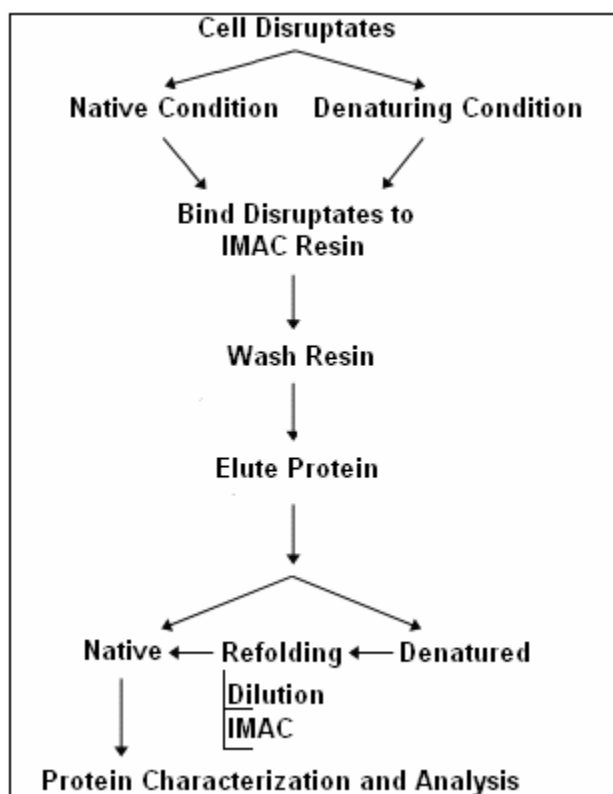 Cell Disruptates
Native Condition Denaturing Condition
Bind Disruptates to
IMAC Resin
Wash Resin
Elute Protein
Native Refolding Denatured
Dilution
IMAC
Protein Characterization and Analysis